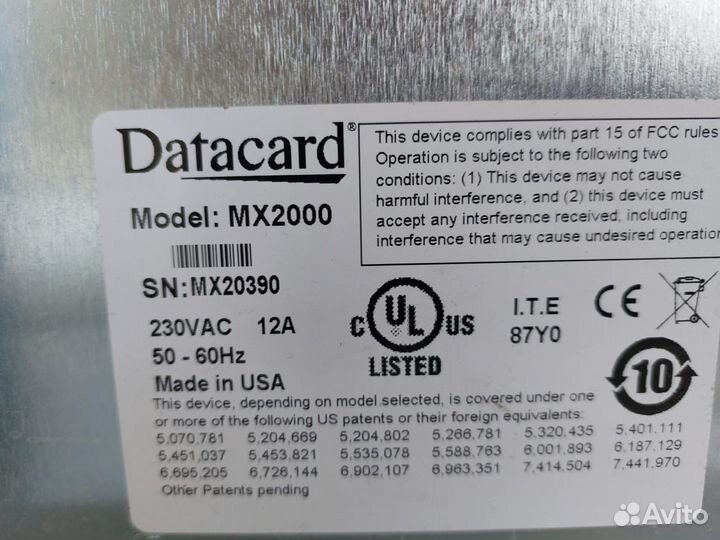 Datacard®
Model: MX2000
SN:MX20390
230VAC 12A
50 - 60Hz
Made in USA
This device complies with part 15 of FCC rules
Operation is subject to the following two
conditions: (1) This device may not cause
harmful interference, and (2) this device must
accept any interference received, including
interference that may cause undesired operation
C UL US
LISTED
I.T.E
87Y0
CE
10
This device, depending on model selected, is covered under one
or more of the following US patents or their foreign equivalents:
5,070,781 5,204,669 5,204,802 5,266,781 5,320,435 5,401,111
5,451,037 5,453,821 5,535,078 5,588,763 6,001,893 6,187,129
6,695,205 6,726,144 6,902,107 6,963,351 7,414,504 7,441,970
Other Patents pending
Avito